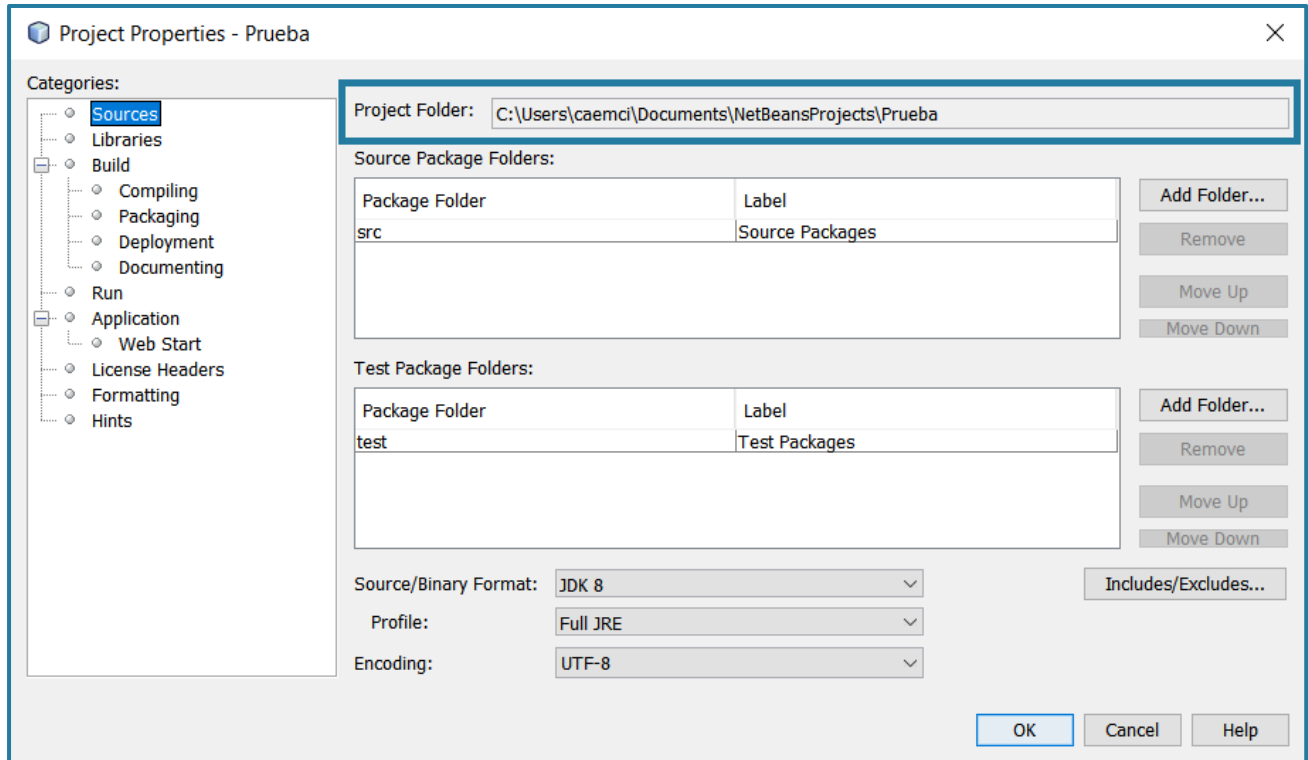 Project Properties - Prueba
Categories:
Sources
Libraries
Build
Compiling
Packaging
Deployment
Documenting
Run
Application
Web Start
License Headers
Formatting
Hints
Project Folder: C:\Users\caemci\Documents\NetBeansProjects\Prueba
Source Package Folders:
Package Folder Label
src Source Packages
Add Folder...
Remove
Move Up
Move Down
Test Package Folders:
Package Folder Label
test Test Packages
Add Folder...
Remove
Move Up
Move Down
Source/Binary Format: JDK 8
Includes/Excludes...
Profile: Full JRE
Encoding: UTF-8
OK Cancel Help